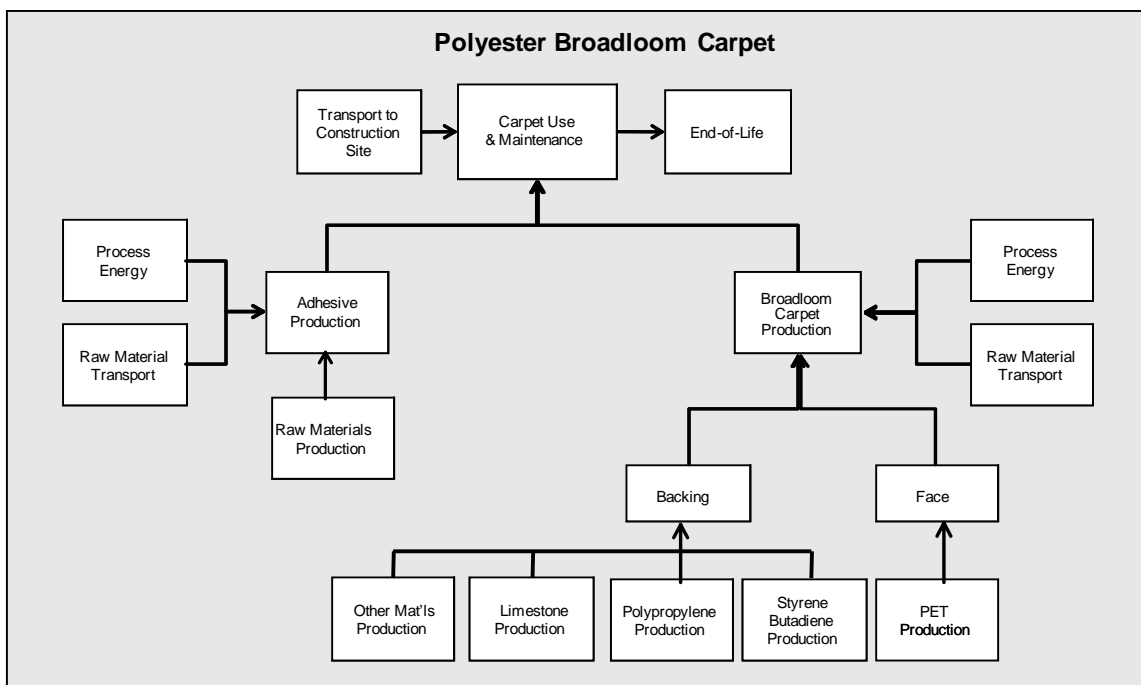 Polyester Broadloom Carpet
Transport to
Construction
Site
Carpet Use
& Maintenance
End-of-Life
Process
Energy
Raw Material
Transport
Adhesive
Production
Raw Materials
Production
Broadloom
Carpet
Production
Process
Energy
Raw Material
Transport
Backing
Face
Other Mat'ls
Production
Limestone
Production
Polypropylene
Production
Styrene
Butadiene
Production
PET
Production